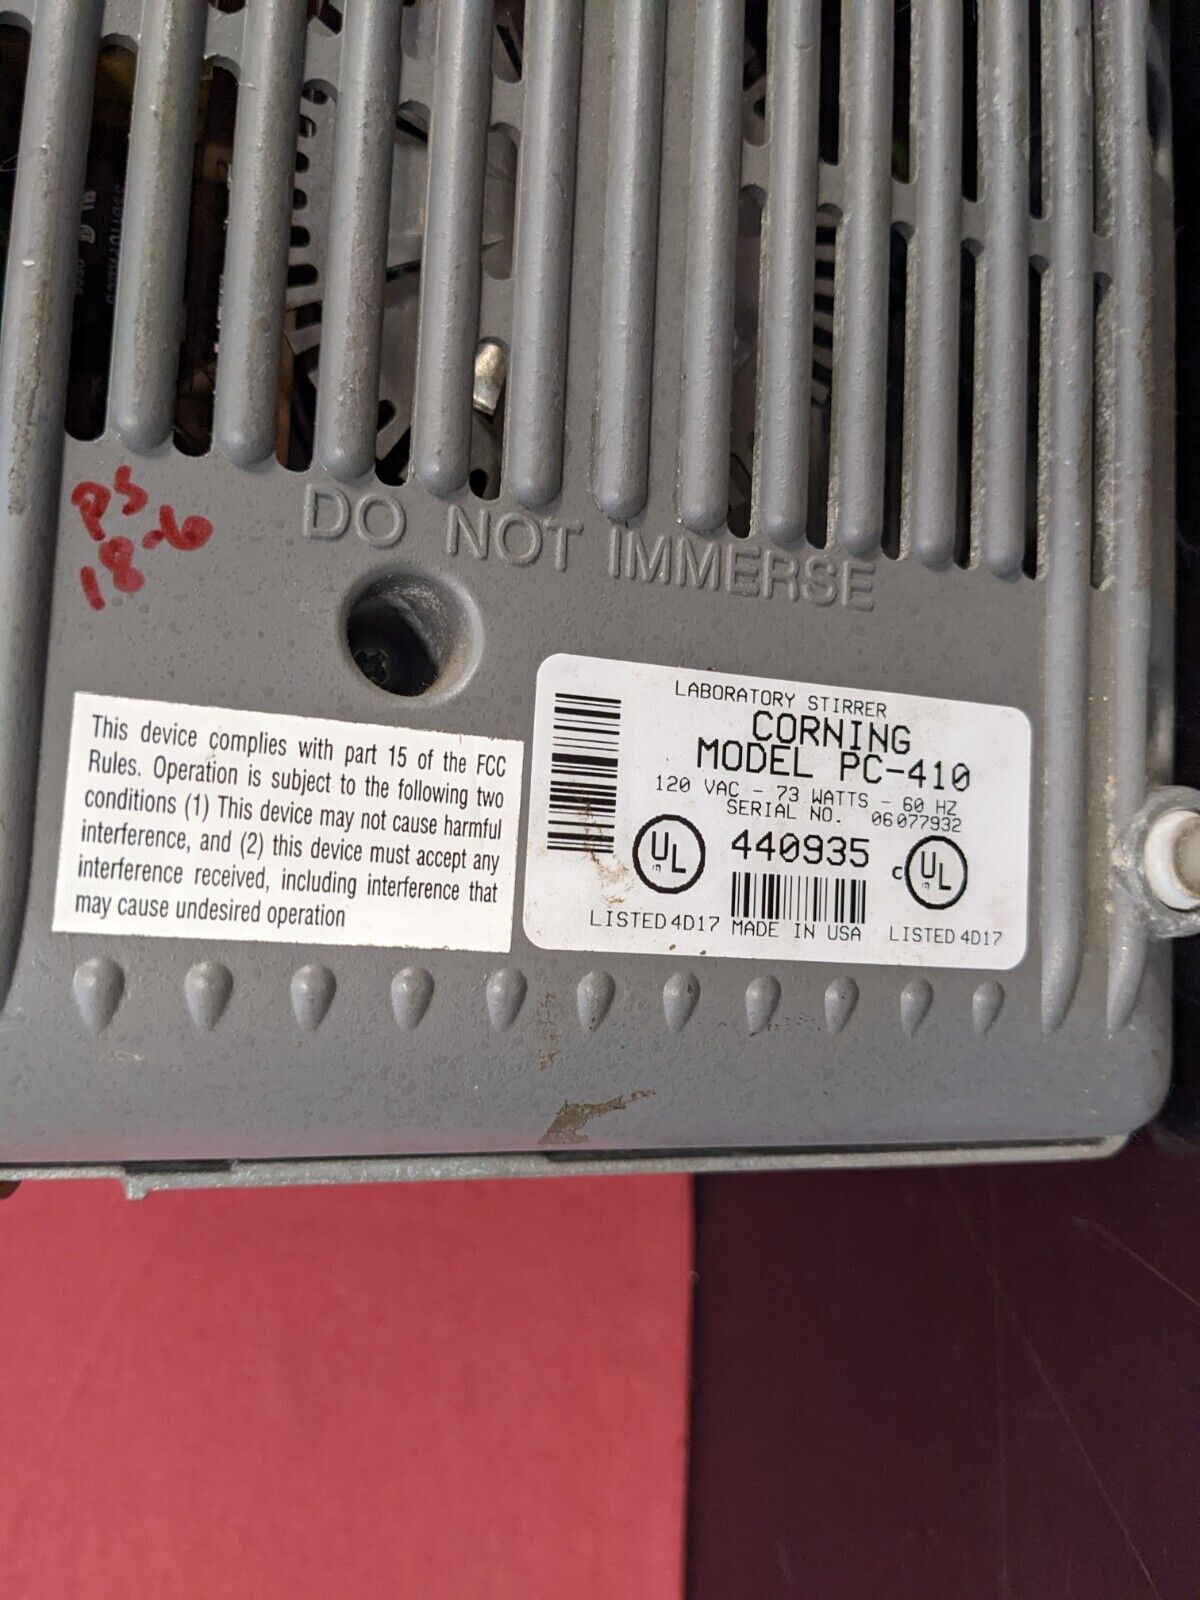 PS
18-6
DO NOT IMMERSE
This device complies with part 15 of the FCC
Rules. Operation is subject to the following two
conditions (1) This device may not cause harmful
interference, and (2) this device must accept any
interference received, including interference that
may cause undesired operation
LABORATORY STIRRER
CORNING
MODEL PC-410
120 VAC - 73 WATTS - 60 HZ
SERIAL NO. 06077932
UL 440935 c UL
LISTED 4D17 MADE IN USA LISTED 4D17